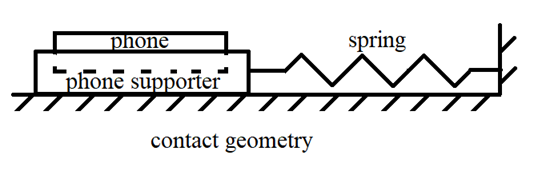 phone
spring
phone supporter
contact geometry